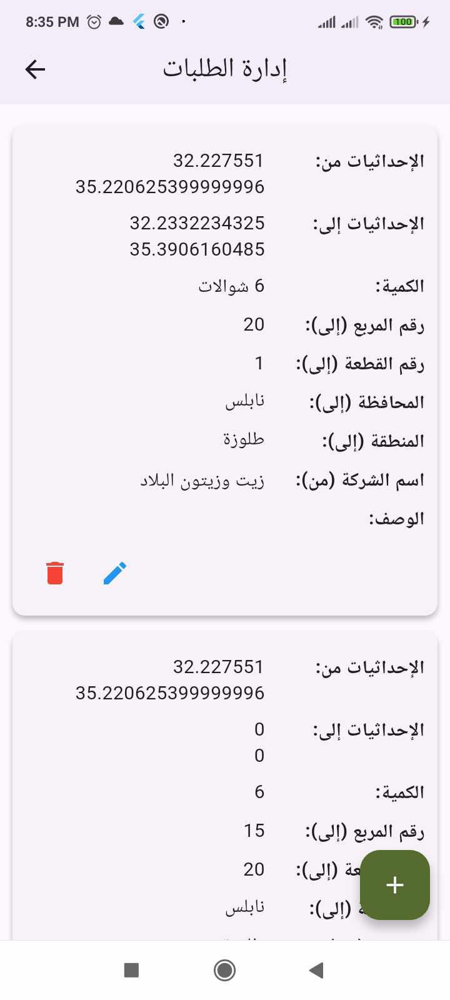 8:35 PM
100
إدارة الطلبات
الإحداثيات من: 32.227551
35.220625399999996
الإحداثيات إلى: 32.2332234325
35.3906160485
الكمية: 6 شوالات
رقم المربع (إلى): 20
رقم القطعة (إلى): 1
المحافظة (إلى): نابلس
المنطقة (إلى): طلوزة
اسم الشركة (من): زيت وزيتون البلاد
الوصف:
الإحداثيات من: 32.227551
35.220625399999996
الإحداثيات إلى: 0
0
الكمية: 6
رقم المربع (إلى): 15
(إلى): 20
(إلى): نابلس